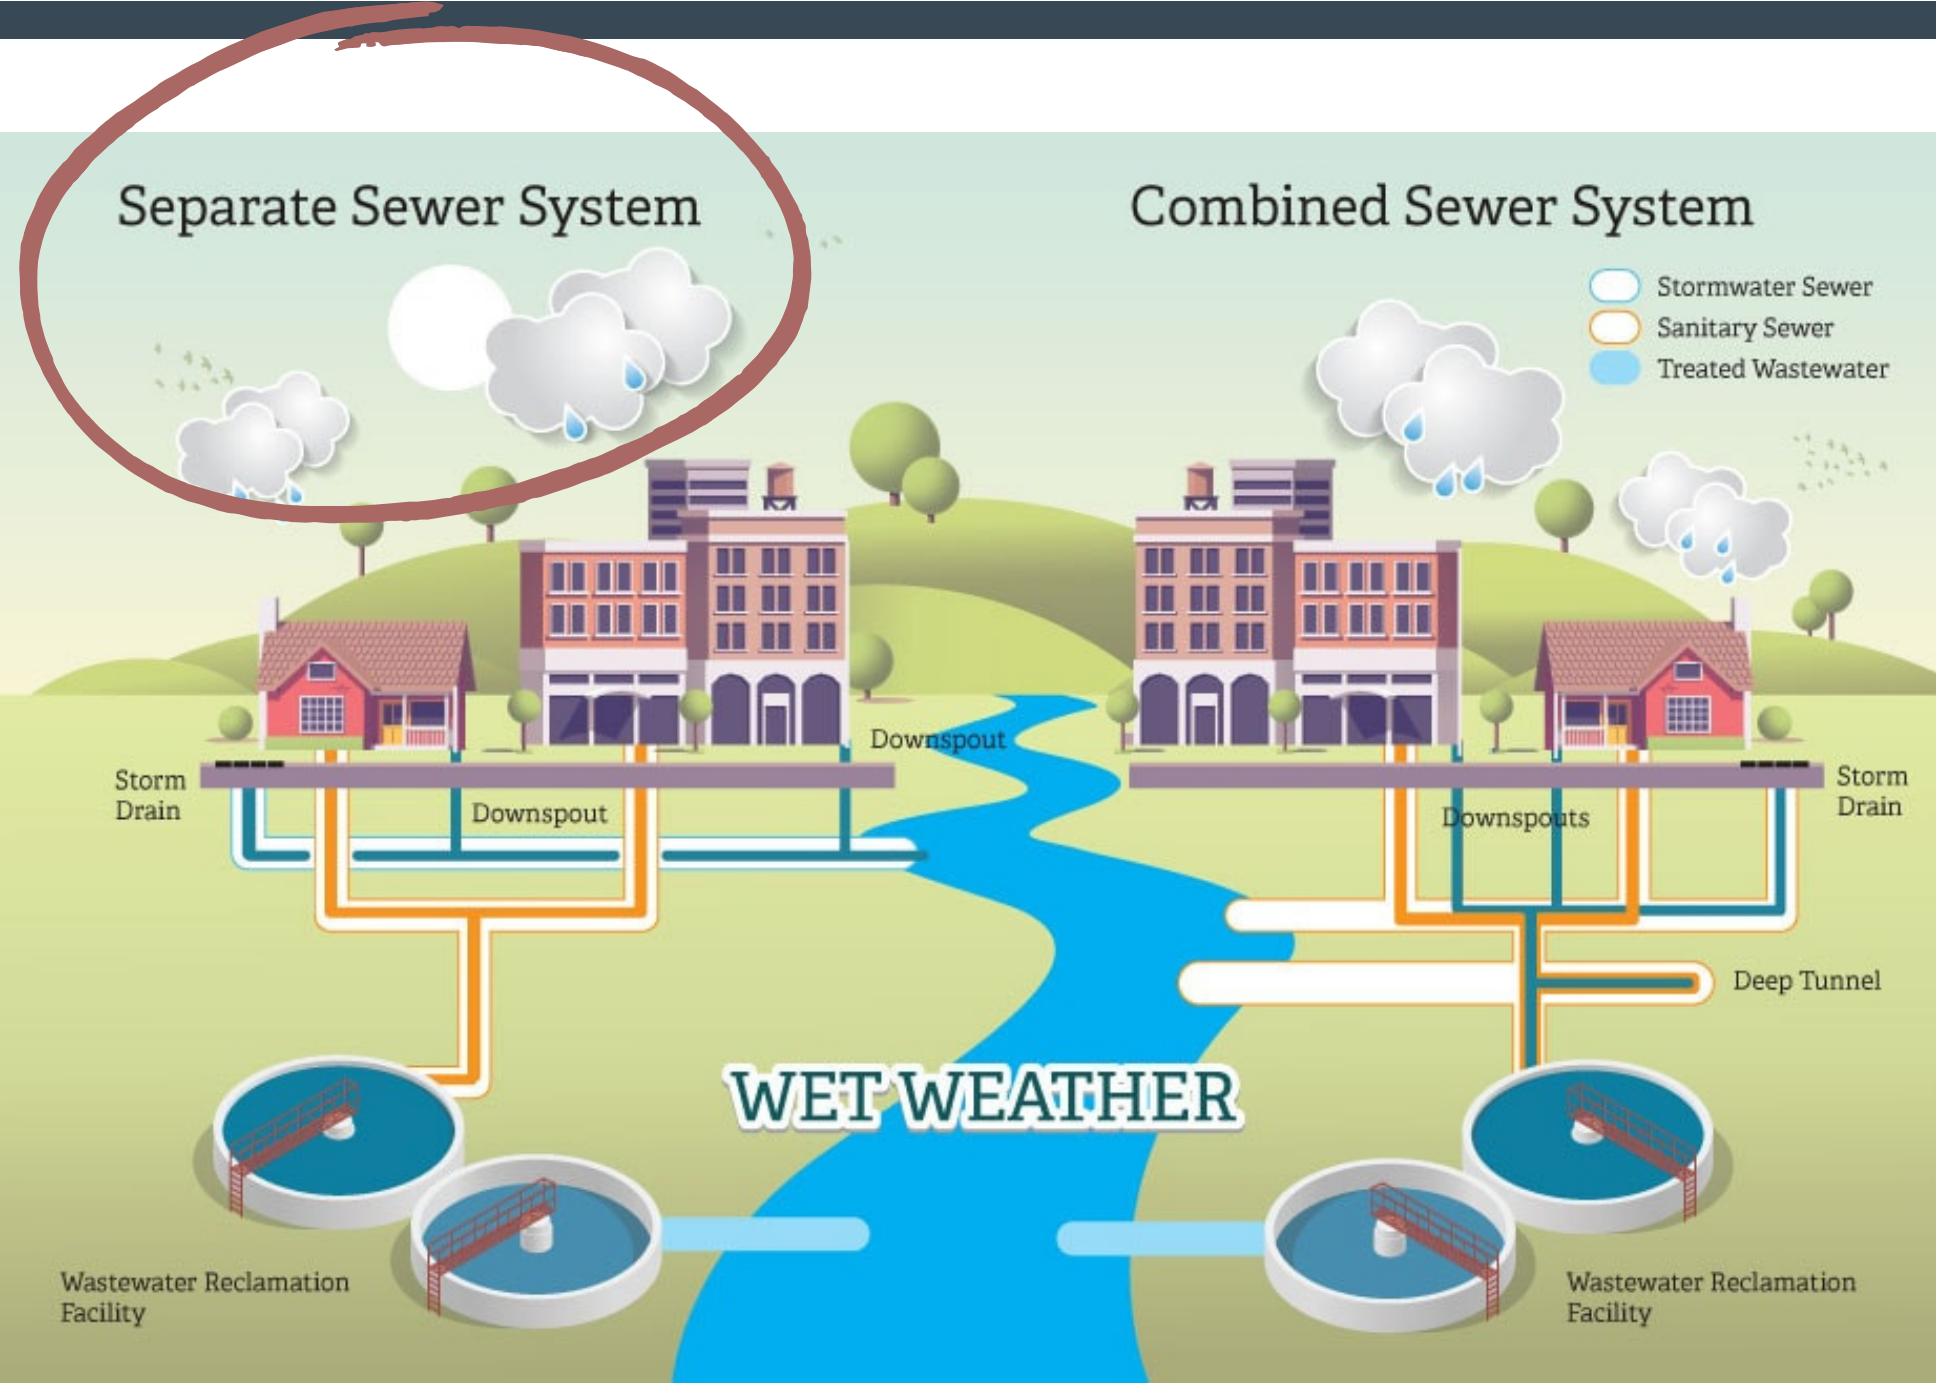 Separate Sewer System
Combined Sewer System
Stormwater Sewer
Sanitary Sewer
Treated Wastewater
Downspout
Storm
Drain
Downspout
Downspouts
Storm
Drain
Deep Tunnel
WET WEATHER
Wastewater Reclamation
Facility
Wastewater Reclamation
Facility